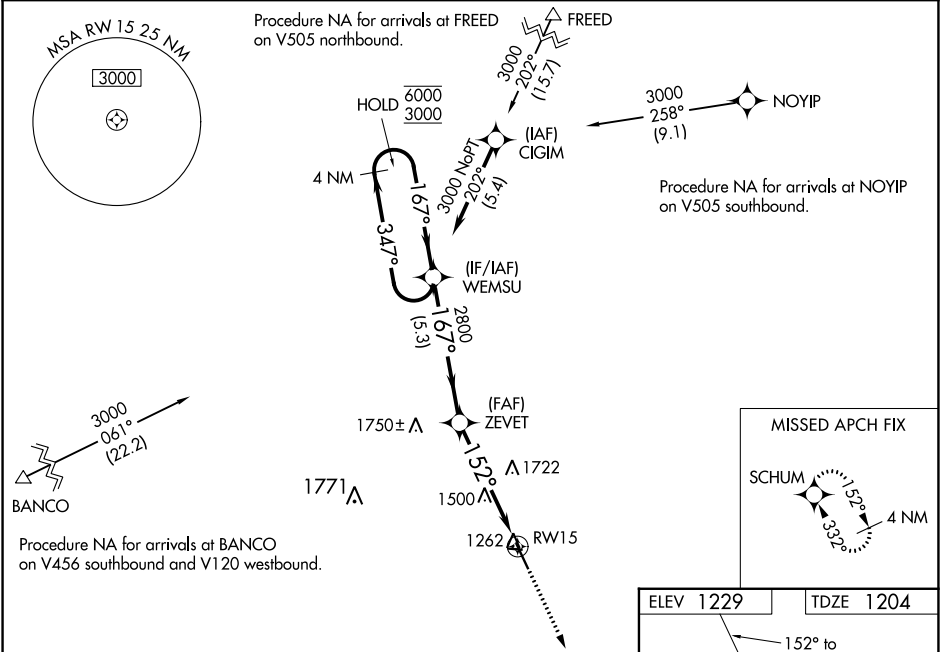 MSA RW 15 25 NM
3000
Procedure NA for arrivals at FREED
on V505 northbound.
FREED
3000
202°
(15.7)
HOLD
6000
3000
4 NM
167°
347°
(IAF)
CIGIM
3000 NoPT
202°
(5.4)
3000
258°
(9.1)
NOYIP
Procedure NA for arrivals at NOYIP
on V505 southbound.
(IF/IAF)
WEMSU
2800
167°
(5.3)
(FAF)
ZEVET
1750±
152°
1722
1771
1500
1262
RW15
3000
061°
(22.2)
BANCO
Procedure NA for arrivals at BANCO
on V456 southbound and V120 westbound.
MISSED APCH FIX
SCHUM
152°
332°
4 NM
ELEV 1229
TDZE 1204
152° to